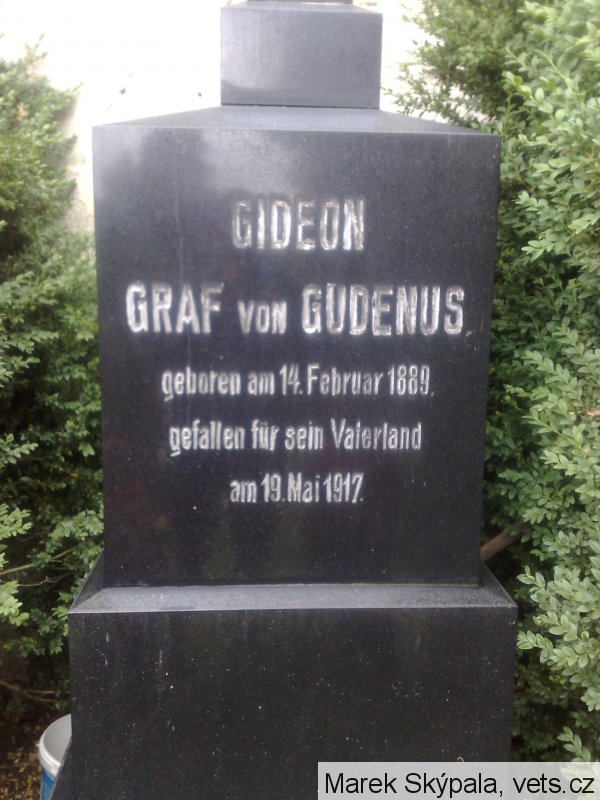 GIDEON
GRAF VON GUDENUS
geboren am 14. Februar 1889,
gefallen für sein Vaterland
am 19. Mai 1917.
Marek Skýpala, vets.cz